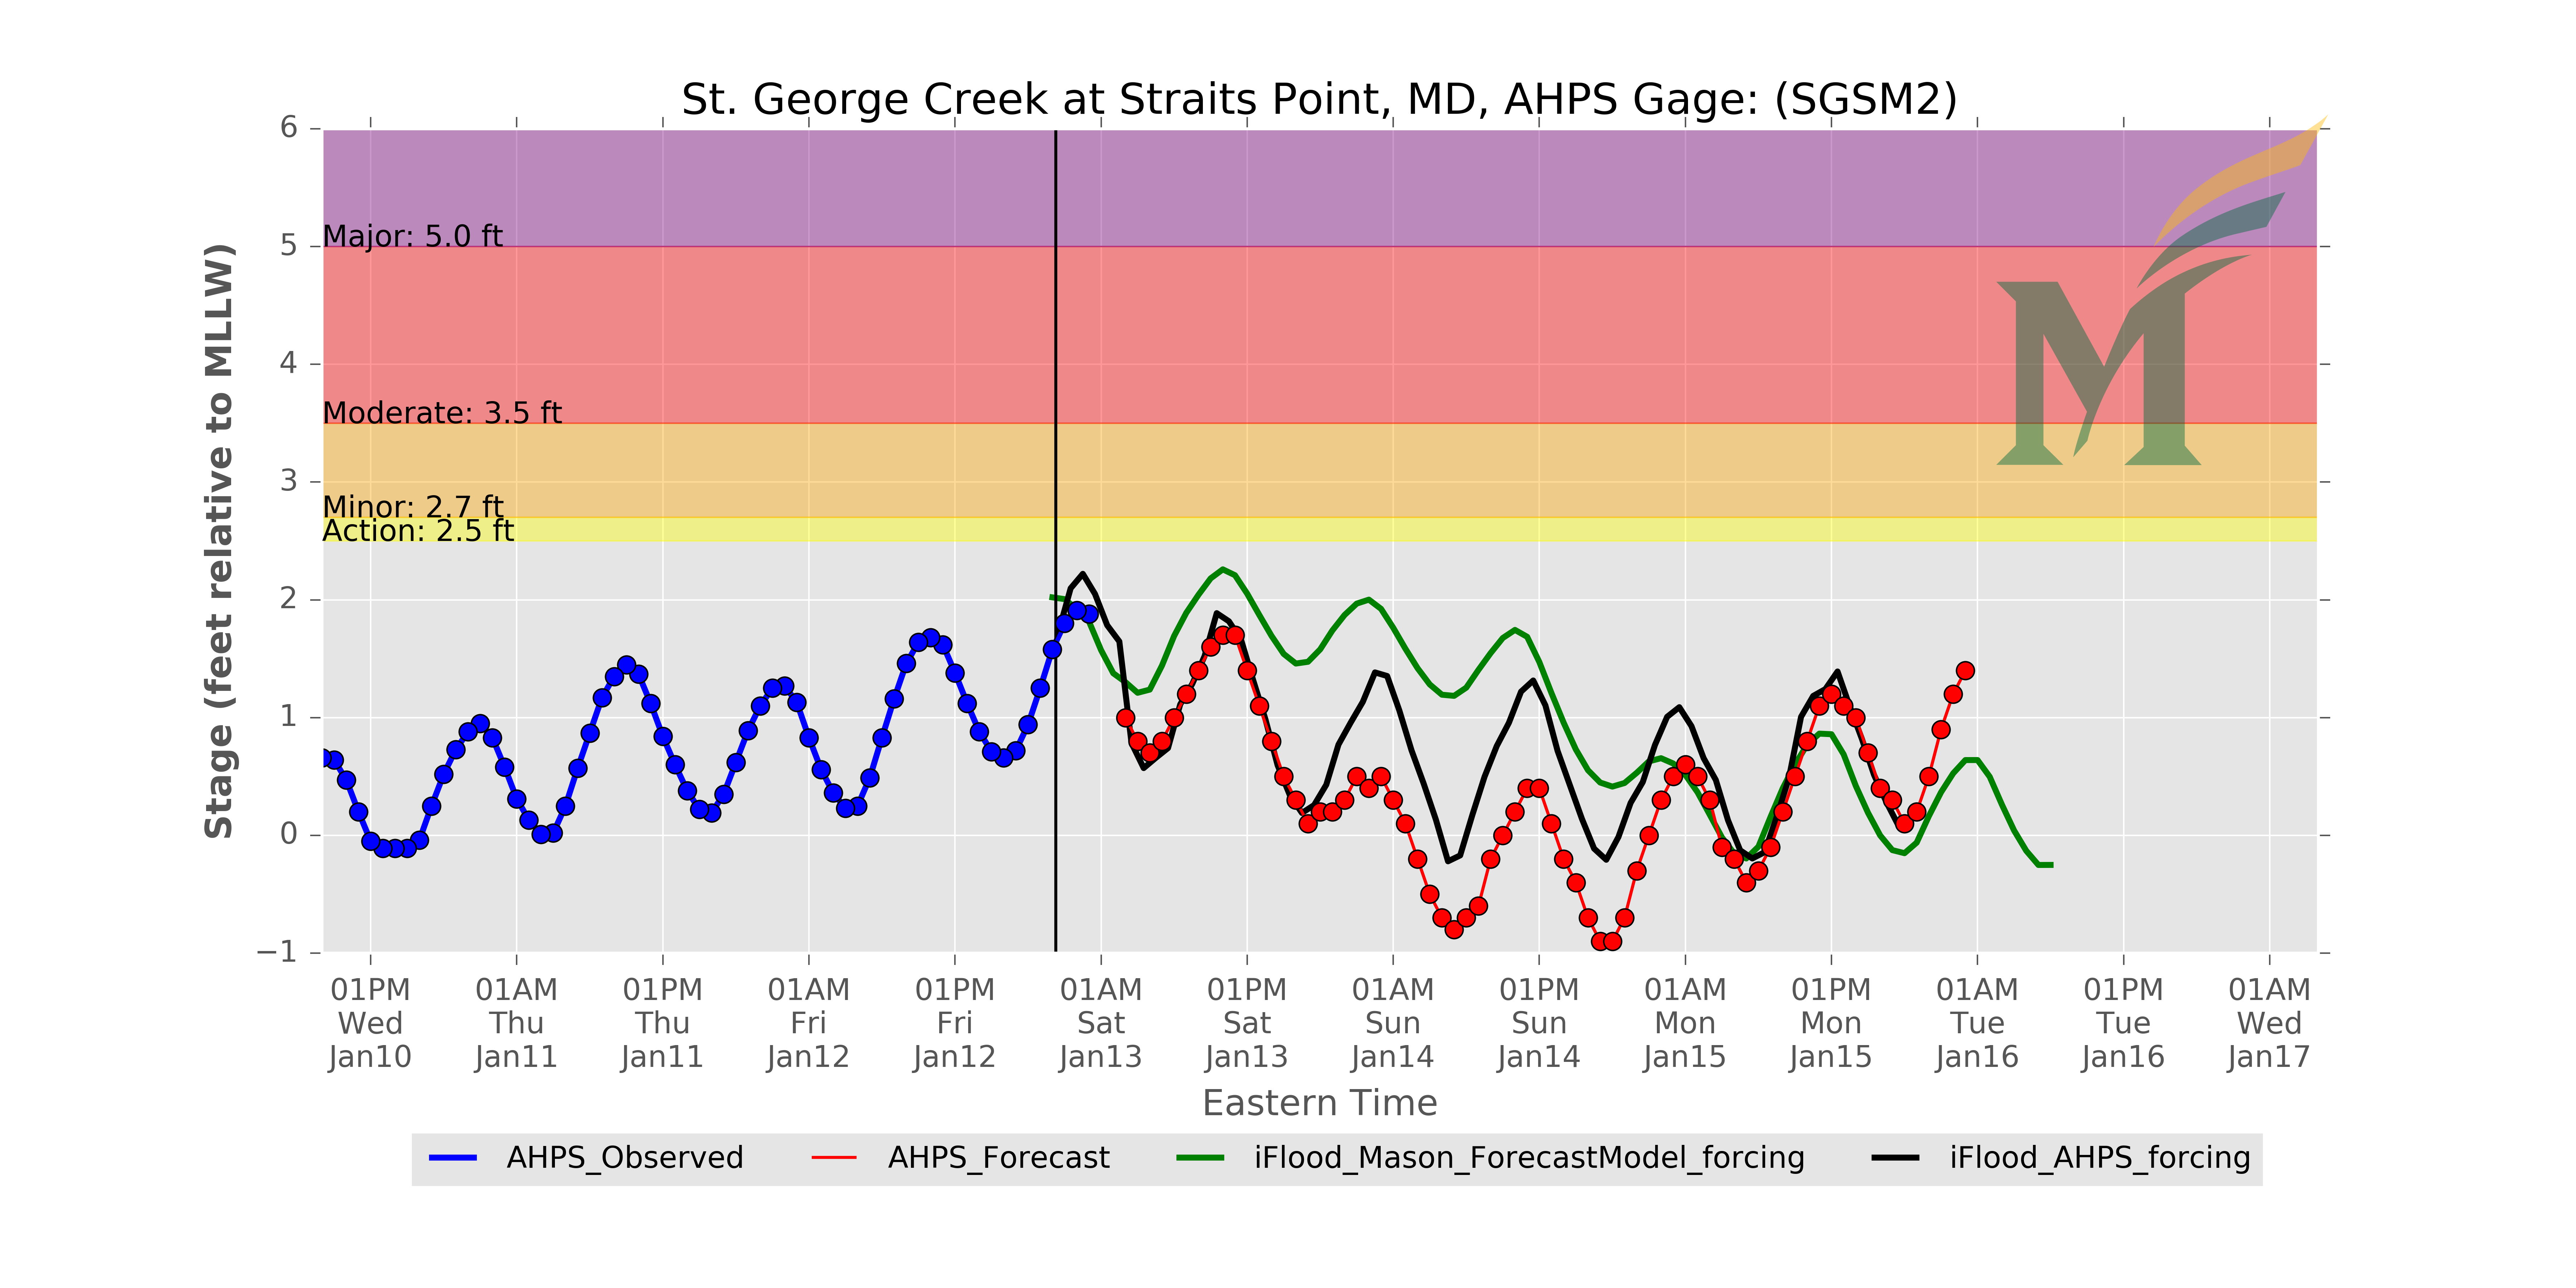 St. George Creek at Straits Point, MD, AHPS Gage: (SGSM2)
6
5
4
3
2
1
0
−1
Stage (feet relative to MLLW)
Major: 5.0 ft
Moderate: 3.5 ft
Minor: 2.7 ft
Action: 2.5 ft
M
01PM 01AM 01PM 01AM 01PM 01AM 01PM 01AM 01PM 01AM 01PM 01AM 01PM 01AM
Wed Thu Thu Fri Fri Sat Sat Sun Sun Mon Mon Tue Tue Wed
Jan10 Jan11 Jan11 Jan12 Jan12 Jan13 Jan13 Jan14 Jan14 Jan15 Jan15 Jan16 Jan16 Jan17
Eastern Time
AHPS_Observed AHPS_Forecast iFlood_Mason_ForecastModel_forcing iFlood_AHPS_forcing